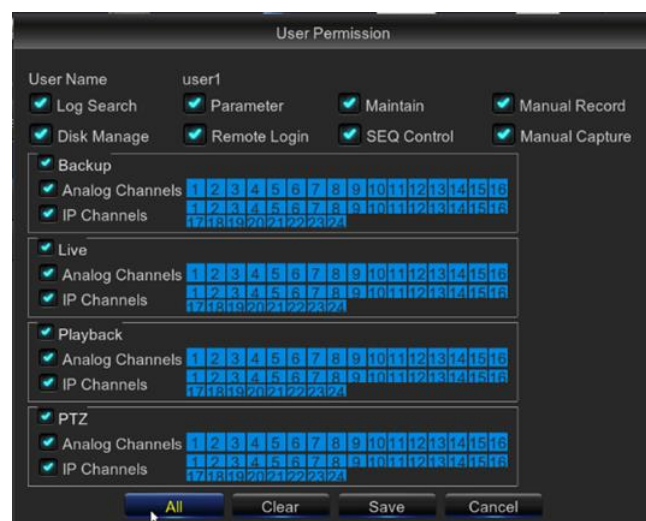 User Permission
User Name user1
Log Search Parameter Maintain Manual Record
Disk Manage Remote Login SEQ Control Manual Capture
Backup
Analog Channels 1 2 3 4 5 6 7 8 9 10 11 12 13 14 15 16
IP Channels 1 2 3 4 5 6 7 8 9 10 11 12 13 14 15 16
17 18 19 20 21 22 23 24
Live
Analog Channels 1 2 3 4 5 6 7 8 9 10 11 12 13 14 15 16
IP Channels 1 2 3 4 5 6 7 8 9 10 11 12 13 14 15 16
17 18 19 20 21 22 23 24
Playback
Analog Channels 1 2 3 4 5 6 7 8 9 10 11 12 13 14 15 16
IP Channels 1 2 3 4 5 6 7 8 9 10 11 12 13 14 15 16
17 18 19 20 21 22 23 24
PTZ
Analog Channels 1 2 3 4 5 6 7 8 9 10 11 12 13 14 15 16
IP Channels 1 2 3 4 5 6 7 8 9 10 11 12 13 14 15 16
17 18 19 20 21 22 23 24
All Clear Save Cancel